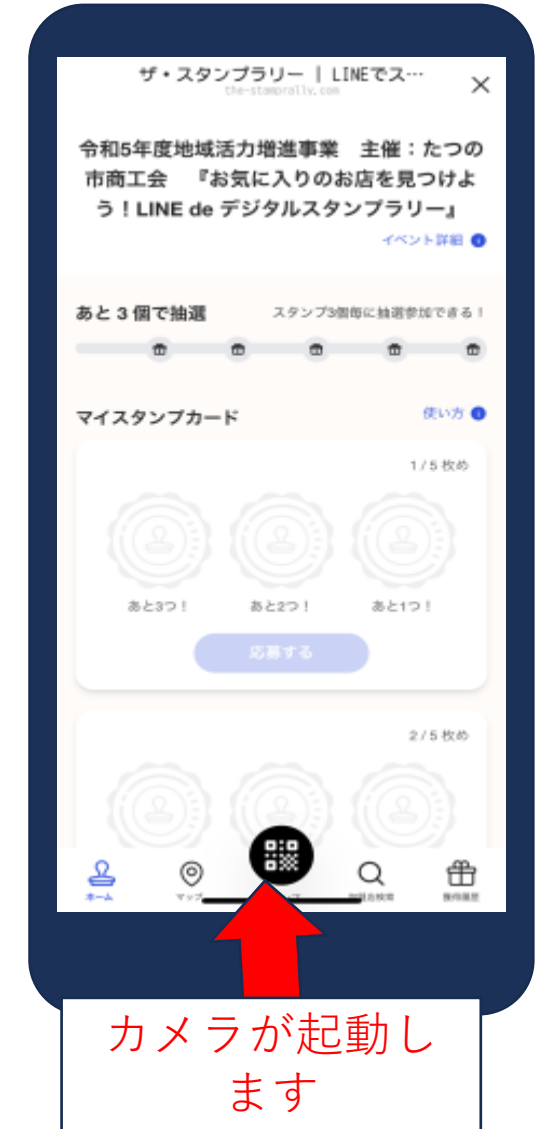 ザ・スタンプラリー | LINEでス…
the-stamprally.com
令和5年度地域活力増進事業　主催：たつの
市商工会　『お気に入りのお店を見つけよ
う！LINE de デジタルスタンプラリー』
イベント詳細
あと 3 個で抽選
スタンプ3個毎に抽選参加できる！
マイスタンプカード
使い方
1 / 5 枚め
あと3つ！ あと2つ！ あと1つ！
応募する
2 / 5 枚め
ホーム マップ
カメラが起動し
ます